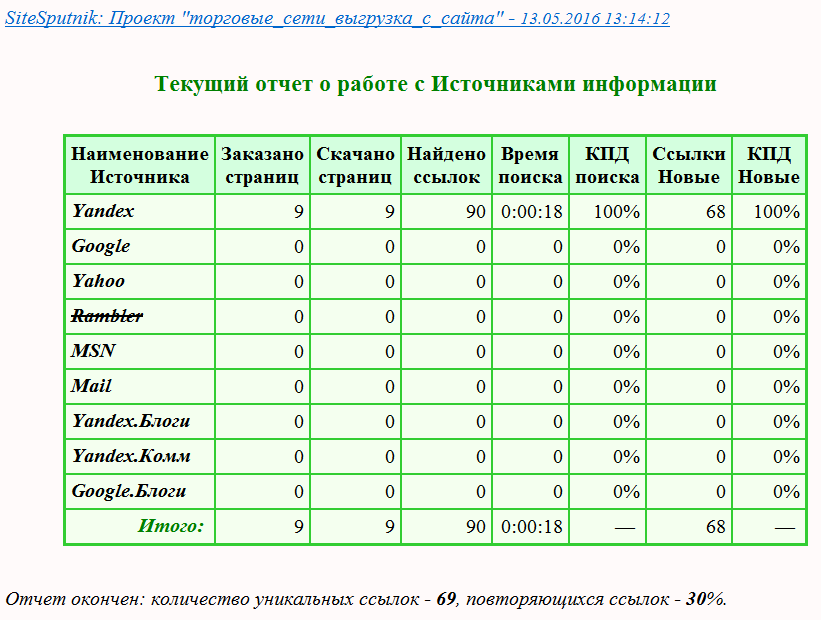 SiteSputnik: Проект "торговые_сети_выгрузка_с_сайта" - 13.05.2016 13:14:12
Текущий отчет о работе с Источниками информации
Наименование Источника Заказано страниц Скачано страниц Найдено ссылок Время поиска КПД поиска Ссылки Новые КПД Новые
Yandex 9 9 90 0:00:18 100% 68 100%
Google 0 0 0 0 0% 0 0%
Yahoo 0 0 0 0 0% 0 0%
Rambler 0 0 0 0 0% 0 0%
MSN 0 0 0 0 0% 0 0%
Mail 0 0 0 0 0% 0 0%
Yandex.Блоги 0 0 0 0 0% 0 0%
Yandex.Комм 0 0 0 0 0% 0 0%
Google.Блоги 0 0 0 0 0% 0 0%
Итого: 9 9 90 0:00:18 — 68 —
Отчет окончен: количество уникальных ссылок - 69, повторяющихся ссылок - 30%.